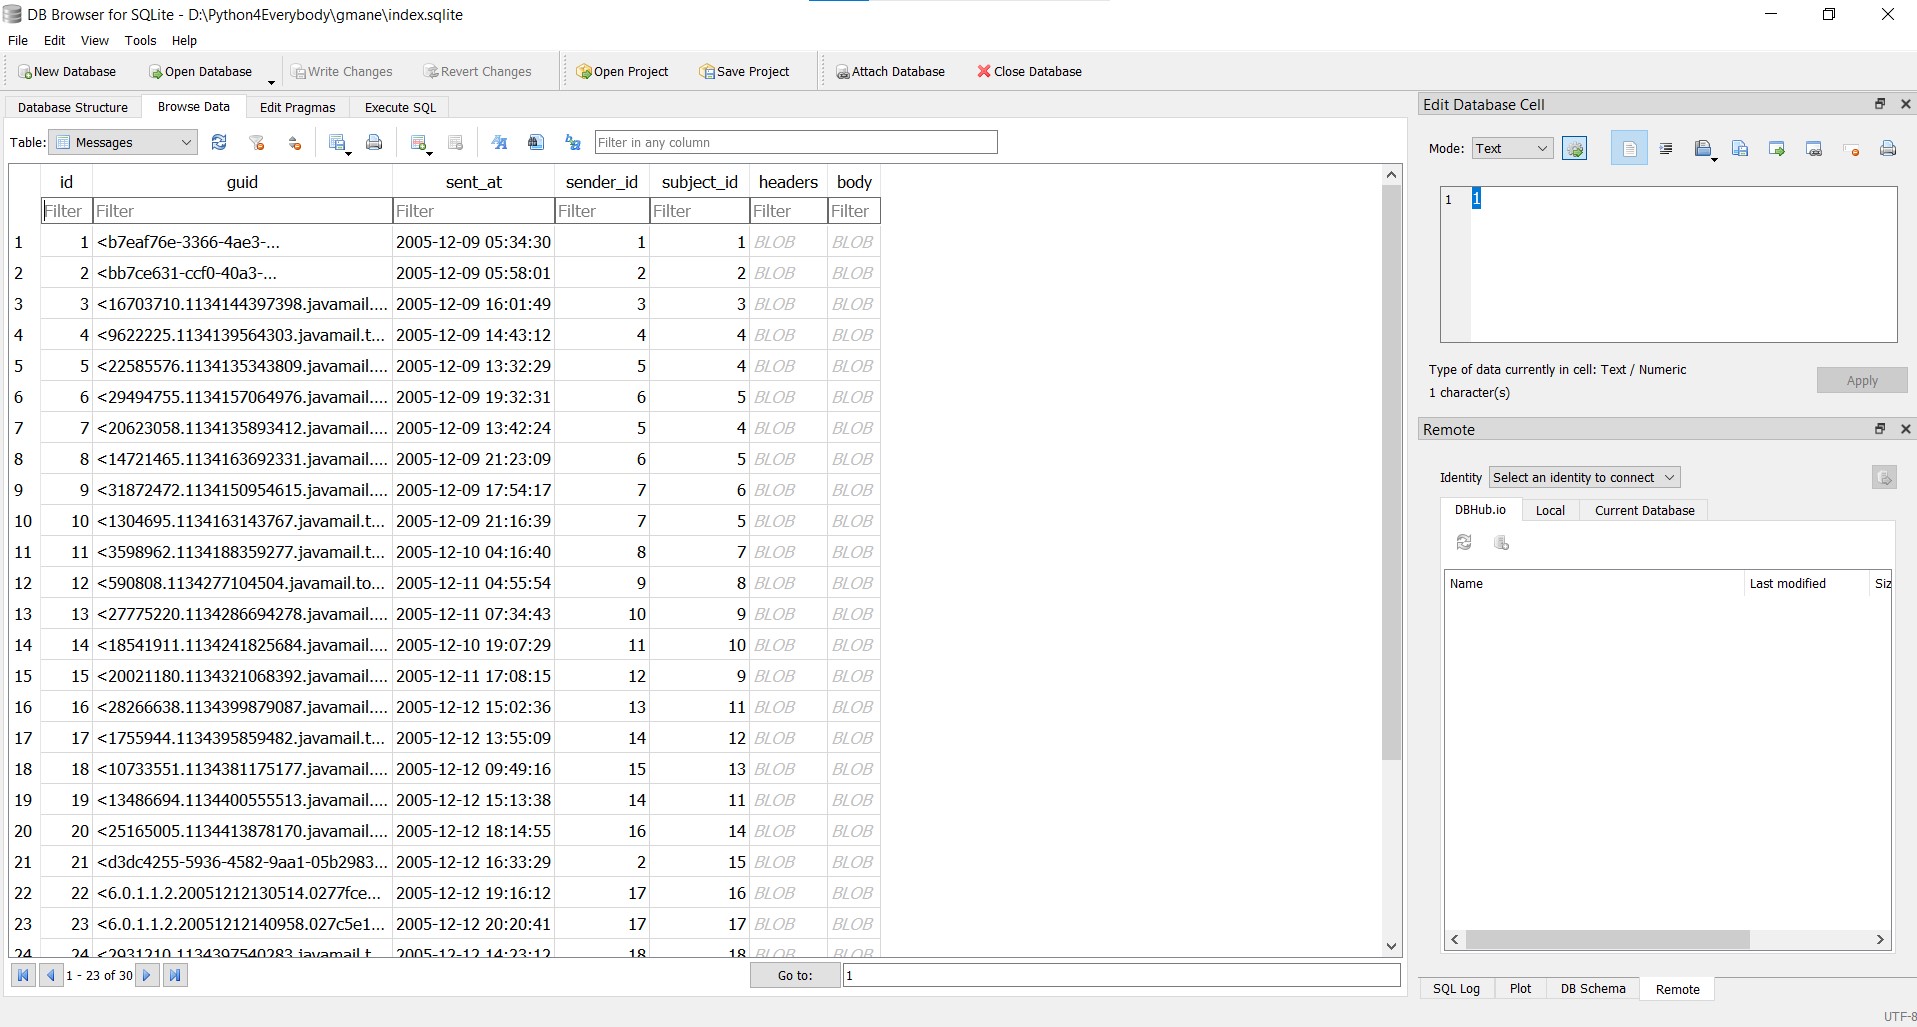 DB Browser for SQLite - D:\Python4Everybody\gmane\index.sqlite
File Edit View Tools Help
New Database Open Database Write Changes Revert Changes Open Project Save Project Attach Database Close Database
Database Structure Browse Data Edit Pragmas Execute SQL
Table: Messages Filter in any column
id guid sent_at sender_id subject_id headers body
Filter Filter Filter Filter Filter Filter Filter
1 1 <b7eaf76e-3366-4ae3-... 2005-12-09 05:34:30 1 1 BLOB BLOB
2 2 <bb7ce631-ccf0-40a3-... 2005-12-09 05:58:01 2 2 BLOB BLOB
3 3 <16703710.1134144397398.javamail.... 2005-12-09 16:01:49 3 3 BLOB BLOB
4 4 <9622225.1134139564303.javamail.t... 2005-12-09 14:43:12 4 4 BLOB BLOB
5 5 <22585576.1134135343809.javamail.... 2005-12-09 13:32:29 5 4 BLOB BLOB
6 6 <29494755.1134157064976.javamail.... 2005-12-09 19:32:31 6 5 BLOB BLOB
7 7 <20623058.1134135893412.javamail.... 2005-12-09 13:42:24 5 4 BLOB BLOB
8 8 <14721465.1134163692331.javamail.... 2005-12-09 21:23:09 6 5 BLOB BLOB
9 9 <31872472.1134150954615.javamail.... 2005-12-09 17:54:17 7 6 BLOB BLOB
10 10 <1304695.1134163143767.javamail.t... 2005-12-09 21:16:39 7 5 BLOB BLOB
11 11 <3598962.1134188359277.javamail.t... 2005-12-10 04:16:40 8 7 BLOB BLOB
12 12 <590808.1134277104504.javamail.to... 2005-12-11 04:55:54 9 8 BLOB BLOB
13 13 <27775220.1134286694278.javamail.... 2005-12-11 07:34:43 10 9 BLOB BLOB
14 14 <18541911.1134241825684.javamail.... 2005-12-10 19:07:29 11 10 BLOB BLOB
15 15 <20021180.1134321068392.javamail.... 2005-12-11 17:08:15 12 9 BLOB BLOB
16 16 <28266638.1134399879087.javamail.... 2005-12-12 15:02:36 13 11 BLOB BLOB
17 17 <1755944.1134395859482.javamail.t... 2005-12-12 13:55:09 14 12 BLOB BLOB
18 18 <10733551.1134381175177.javamail.... 2005-12-12 09:49:16 15 13 BLOB BLOB
19 19 <13486694.1134400555513.javamail.... 2005-12-12 15:13:38 14 11 BLOB BLOB
20 20 <25165005.1134413878170.javamail.... 2005-12-12 18:14:55 16 14 BLOB BLOB
21 21 <d3dc4255-5936-4582-9aa1-05b2983... 2005-12-12 16:33:29 2 15 BLOB BLOB
22 22 <6.0.1.1.2.20051212130514.0277fce... 2005-12-12 19:16:12 17 16 BLOB BLOB
23 23 <6.0.1.1.2.20051212140958.027c5e1... 2005-12-12 20:20:41 17 17 BLOB BLOB
24 24 <2931210.1134397540283.javamail.t... 2005-12-12 14:23:12 18 18 BLOB BLOB
1 - 23 of 30 Go to: 1
Edit Database Cell
Mode: Text
1 1
Type of data currently in cell: Text / Numeric
1 character(s)
Apply
Remote
Identity Select an identity to connect
DBHub.io Local Current Database
Name Last modified Siz
SQL Log Plot DB Schema Remote
UTF-8